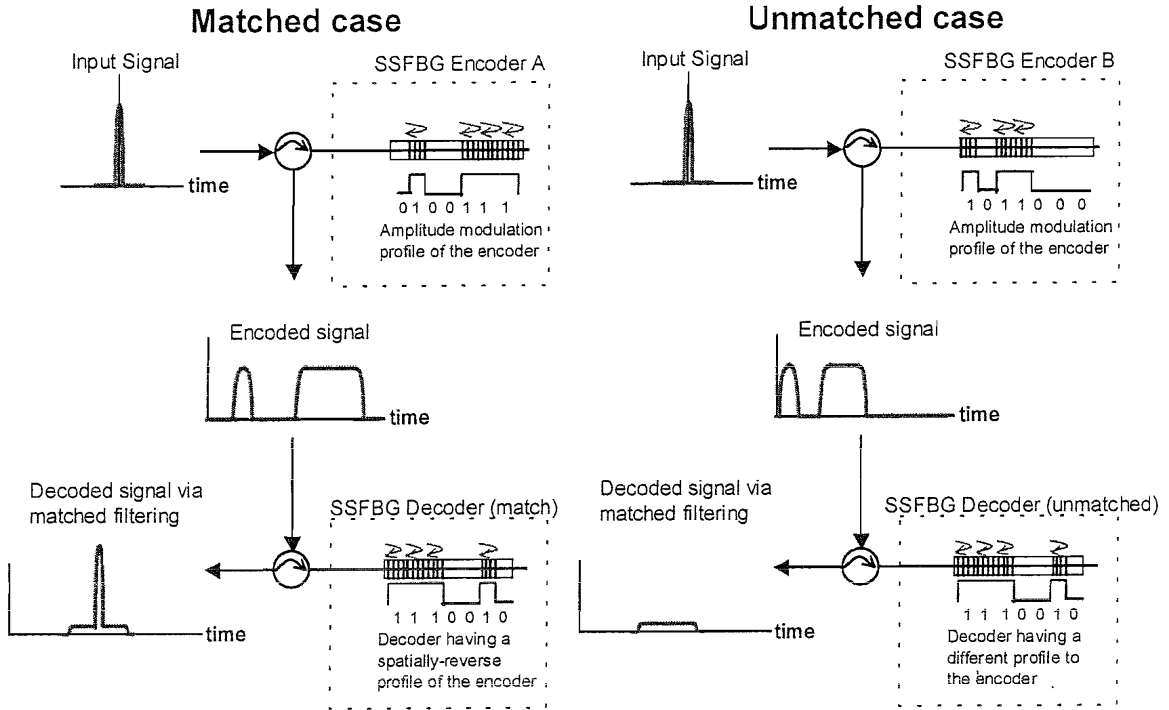 Matched case
Input Signal
SSFBG Encoder A
time
0 1 0 0 1 1 1
Amplitude modulation
profile of the encoder
Encoded signal
time
Decoded signal via
matched filtering
SSFBG Decoder (match)
time
1 1 1 0 0 1 0
Decoder having a
spatially-reverse
profile of the encoder
Unmatched case
Input Signal
SSFBG Encoder B
time
1 0 1 1 0 0 0
Amplitude modulation
profile of the encoder
Encoded signal
time
Decoded signal via
matched filtering
SSFBG Decoder (unmatched)
time
1 1 1 0 0 1 0
Decoder having a
different profile to
the encoder